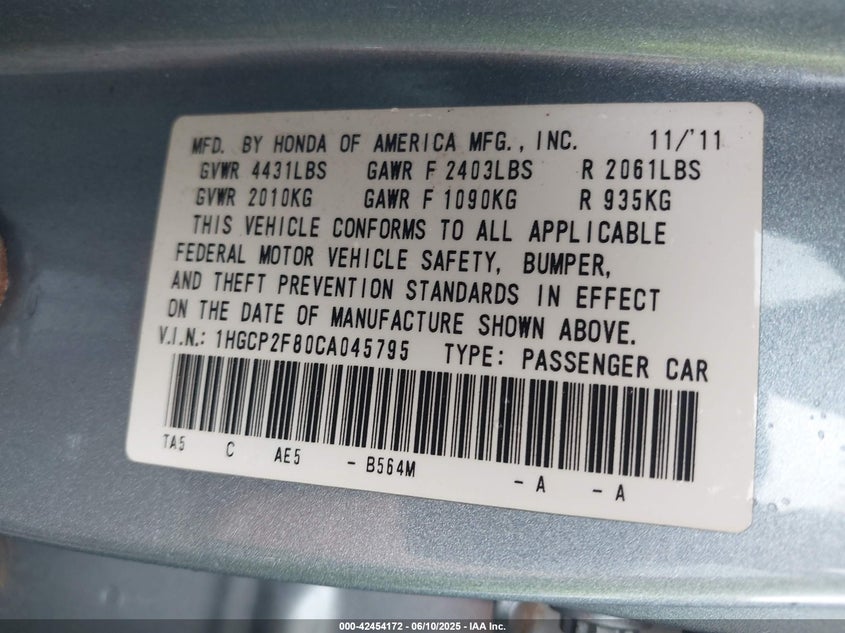 MFD. BY HONDA OF AMERICA MFG., INC. 11/'11
GVWR 4431LBS GAWR F 2403LBS R 2061LBS
GVWR 2010KG GAWR F 1090KG R 935KG
THIS VEHICLE CONFORMS TO ALL APPLICABLE
FEDERAL MOTOR VEHICLE SAFETY, BUMPER,
AND THEFT PREVENTION STANDARDS IN EFFECT
ON THE DATE OF MANUFACTURE SHOWN ABOVE.
V.I.N.: 1HGCP2F80CA045795 TYPE: PASSENGER CAR
TA5 C AE5 - B564M - A - A
000-42454172 - 06/10/2025 - IAA Inc.